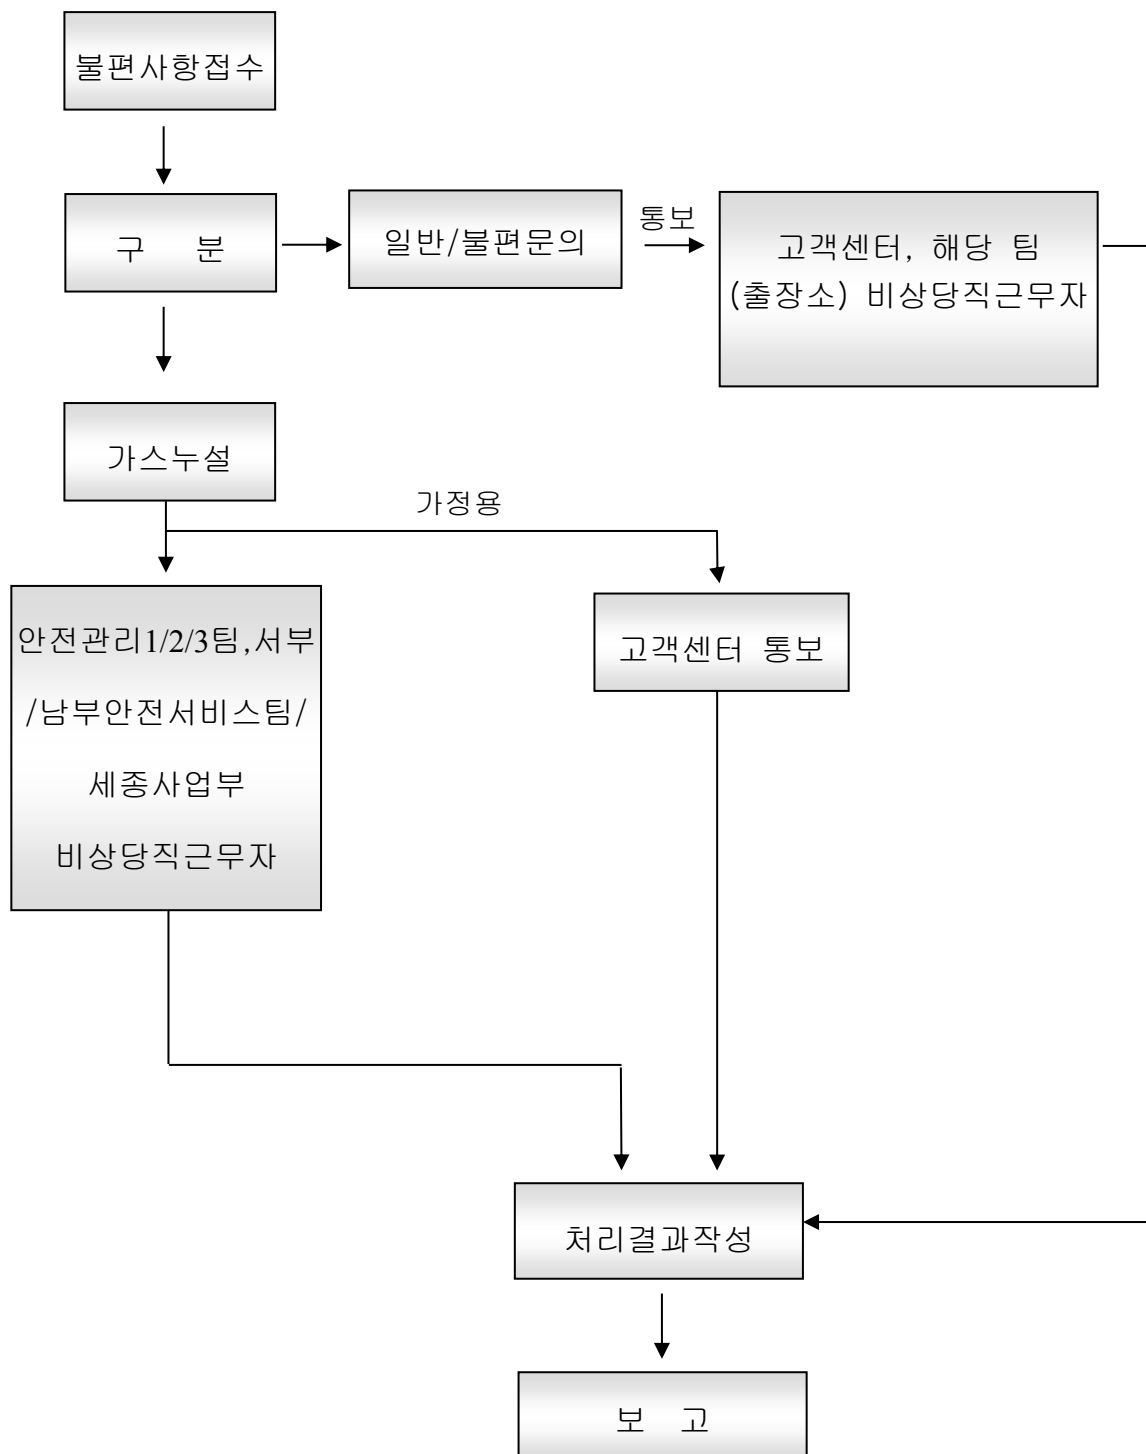 불편사항접수
구 분
일반/불편문의
통보
고객센터, 해당 팀
(출장소) 비상당직근무자
가스누설
가정용
안전관리1/2/3팀,서부
/남부안전서비스팀/
세종사업부
비상당직근무자
고객센터 통보
처리결과작성
보 고